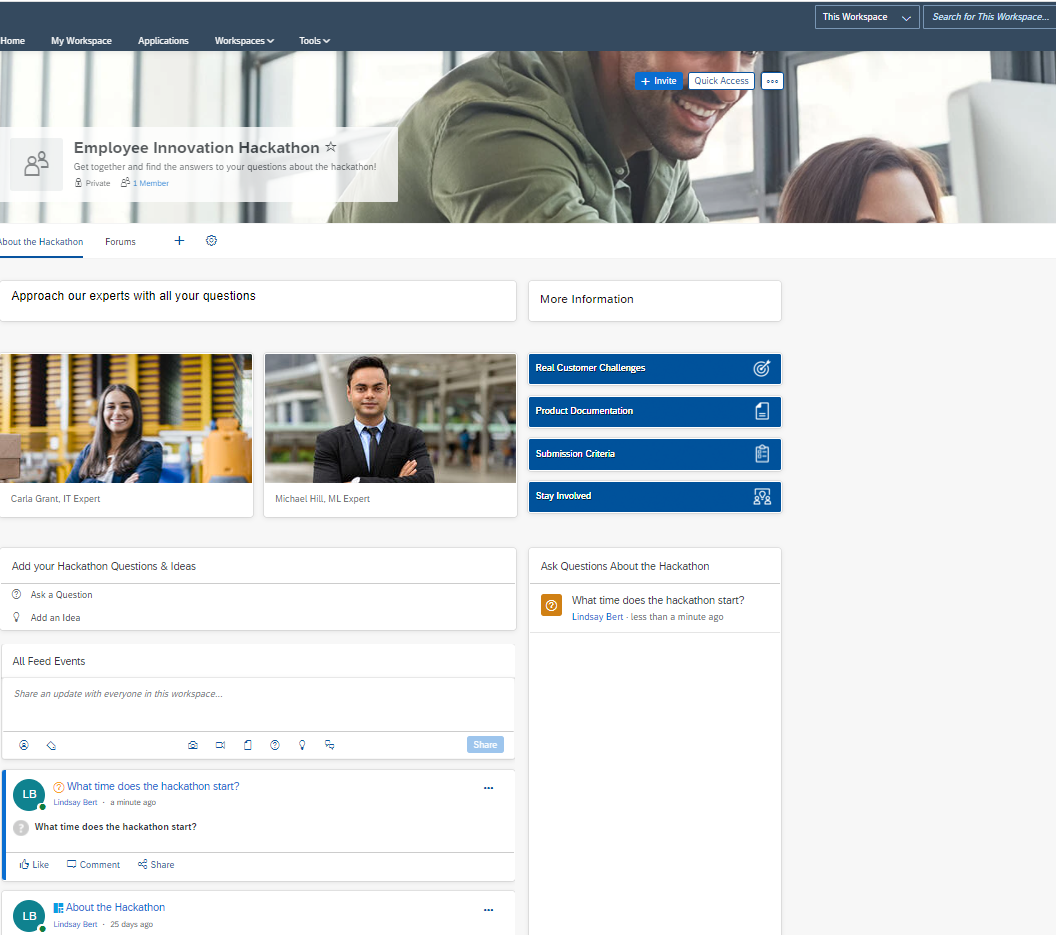 This Workspace
Search for This Workspace...
Home
My Workspace
Applications
Workspaces
Tools
Invite
Quick Access
Employee Innovation Hackathon
Get together and find the answers to your questions about the hackathon!
Private
1 Member
About the Hackathon
Forums
Approach our experts with all your questions
More Information
Carla Grant, IT Expert
Michael Hill, ML Expert
Real Customer Challenges
Product Documentation
Submission Criteria
Stay Involved
Add your Hackathon Questions & Ideas
Ask a Question
Add an Idea
Ask Questions About the Hackathon
What time does the hackathon start?
Lindsay Bert · less than a minute ago
All Feed Events
Share an update with everyone in this workspace...
Share
LB
What time does the hackathon start?
Lindsay Bert · a minute ago
What time does the hackathon start?
Like
Comment
Share
LB
About the Hackathon
Lindsay Bert · 25 days ago